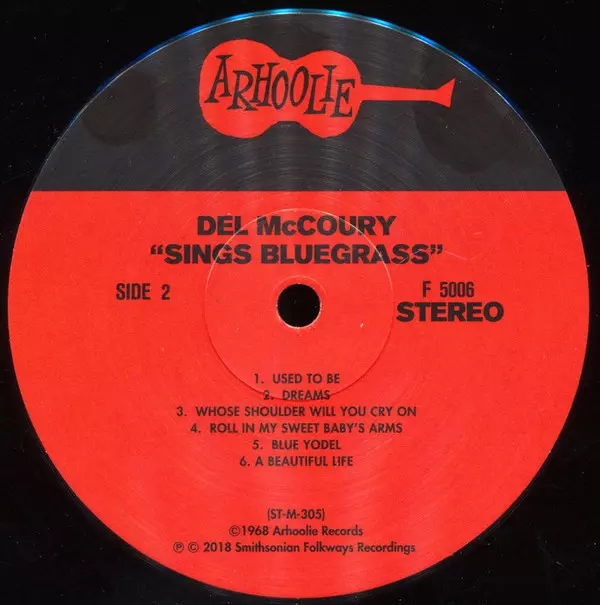 ARHOOLIE
DEL McCOURY
“SINGS BLUEGRASS”
SIDE 2
F 5006
STEREO
1. USED TO BE
2. DREAMS
3. WHOSE SHOULDER WILL YOU CRY ON
4. ROLL IN MY SWEET BABY'S ARMS
5. BLUE YODEL
6. A BEAUTIFUL LIFE
(ST-M-305)
©1968 Arhoolie Records
℗ © 2018 Smithsonian Folkways Recordings